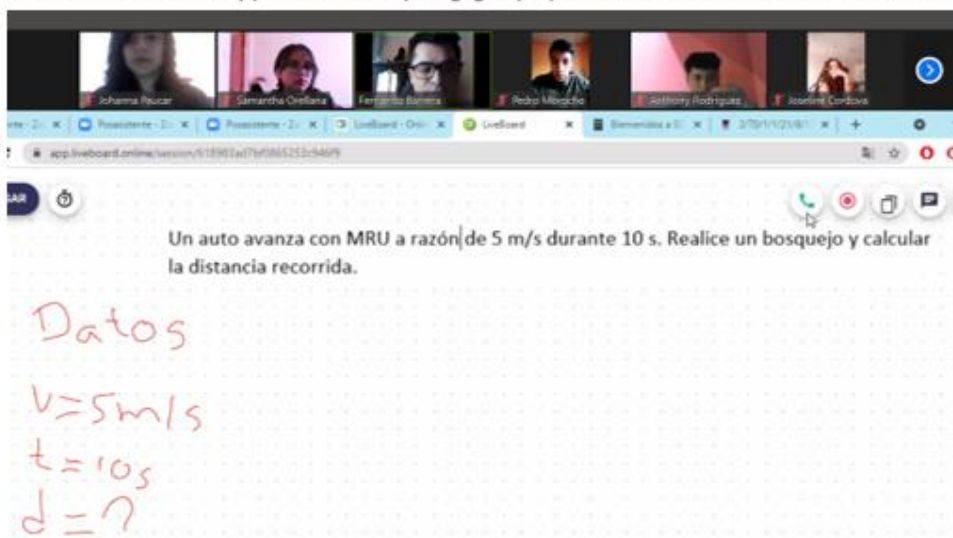 Johanna Paucar
Samantha Orellana
Fernando Barrera
Pedro Morocho
Anthony Rodriguez
Joseline Cordova
LiveBoard
app.liveboard.online
Un auto avanza con MRU a razón de 5 m/s durante 10 s. Realice un bosquejo y calcular
la distancia recorrida.
Datos
V=5m/s
t=10s
d=?